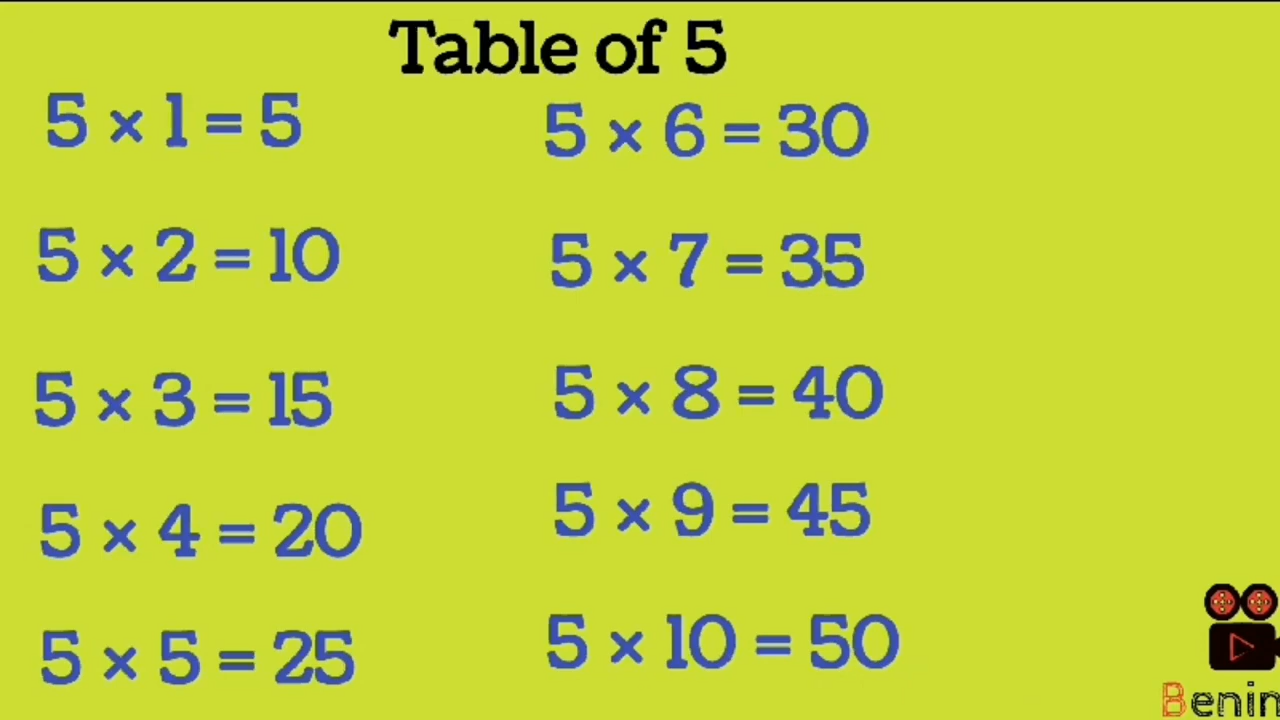 Table of 5
5 × 1 = 5
5 × 2 = 10
5 × 3 = 15
5 × 4 = 20
5 × 5 = 25
5 × 6 = 30
5 × 7 = 35
5 × 8 = 40
5 × 9 = 45
5 × 10 = 50
Benin